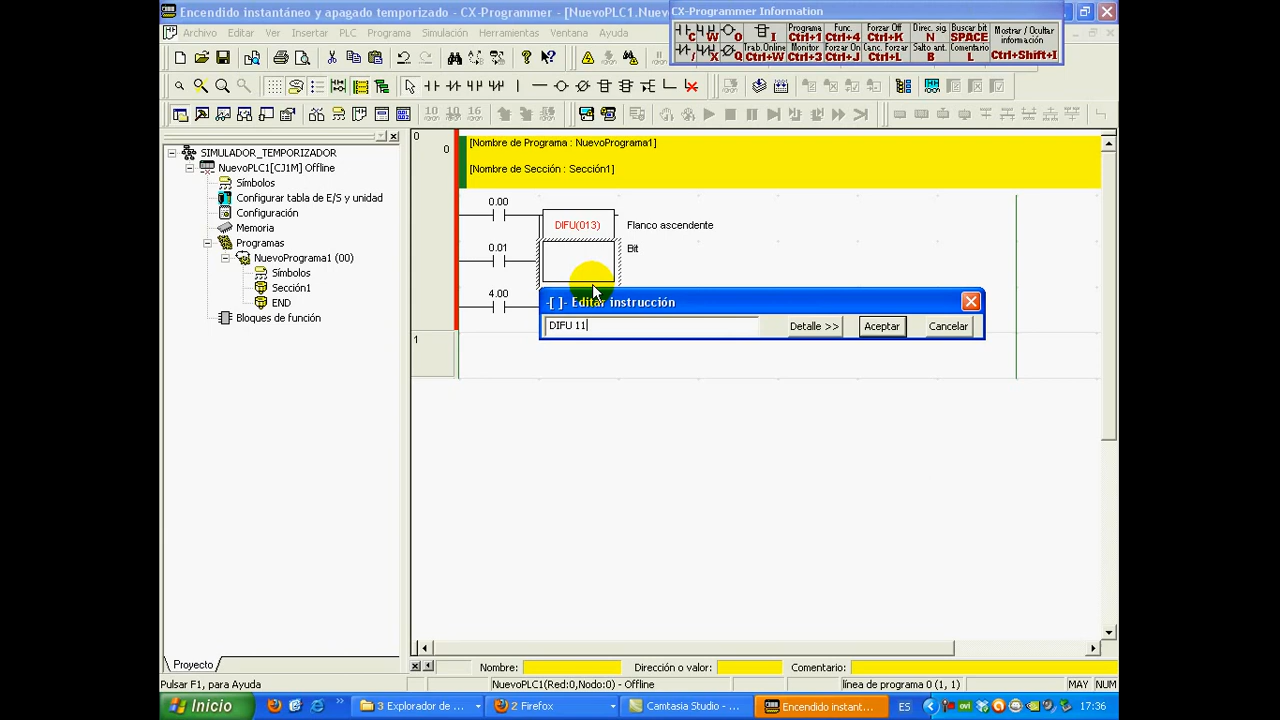 Encendido instantáneo y apagado temporizado - CX-Programmer - [NuevoPLC1.Nuevo
CX-Programmer Information
Archivo Editar Ver Insertar PLC Programa Simulación Herramientas Ventana Ayuda
C W O I
Programa
Ctrl+1
Func.
Ctrl+4
Forzar Off
Ctrl+K
Direc. sig.
N
Buscar bit
SPACE
Mostrar / Ocultar
información
Ctrl+Shift+I
/ X Q
Trab.Online
Ctrl+W
Monitor
Ctrl+3
Forzar On
Ctrl+J
Canc. Forzar
Ctrl+L
Salto ant.
B
Comentario
L
10 10 16
SIMULADOR_TEMPORIZADOR
NuevoPLC1[CJ1M] Offline
Símbolos
Configurar tabla de E/S y unidad
Configuración
Memoria
Programas
NuevoPrograma1 (00)
Símbolos
Sección1
END
Bloques de función
Proyecto
0
0
[Nombre de Programa : NuevoPrograma1]
[Nombre de Sección : Sección1]
0.00
DIFU(013)
Flanco ascendente
0.01
Bit
4.00
-[ ]- Editar instrucción
DIFU 11
Detalle >>
Aceptar
Cancelar
1
Nombre:
Dirección o valor:
Comentario:
Pulsar F1, para Ayuda
NuevoPLC1(Red:0,Nodo:0) - Offline
línea de programa 0 (1, 1)
MAY
NUM
Inicio
3 Explorador de ...
2 Firefox
Camtasia Studio - ...
Encendido instant...
ES
ovi
17:36